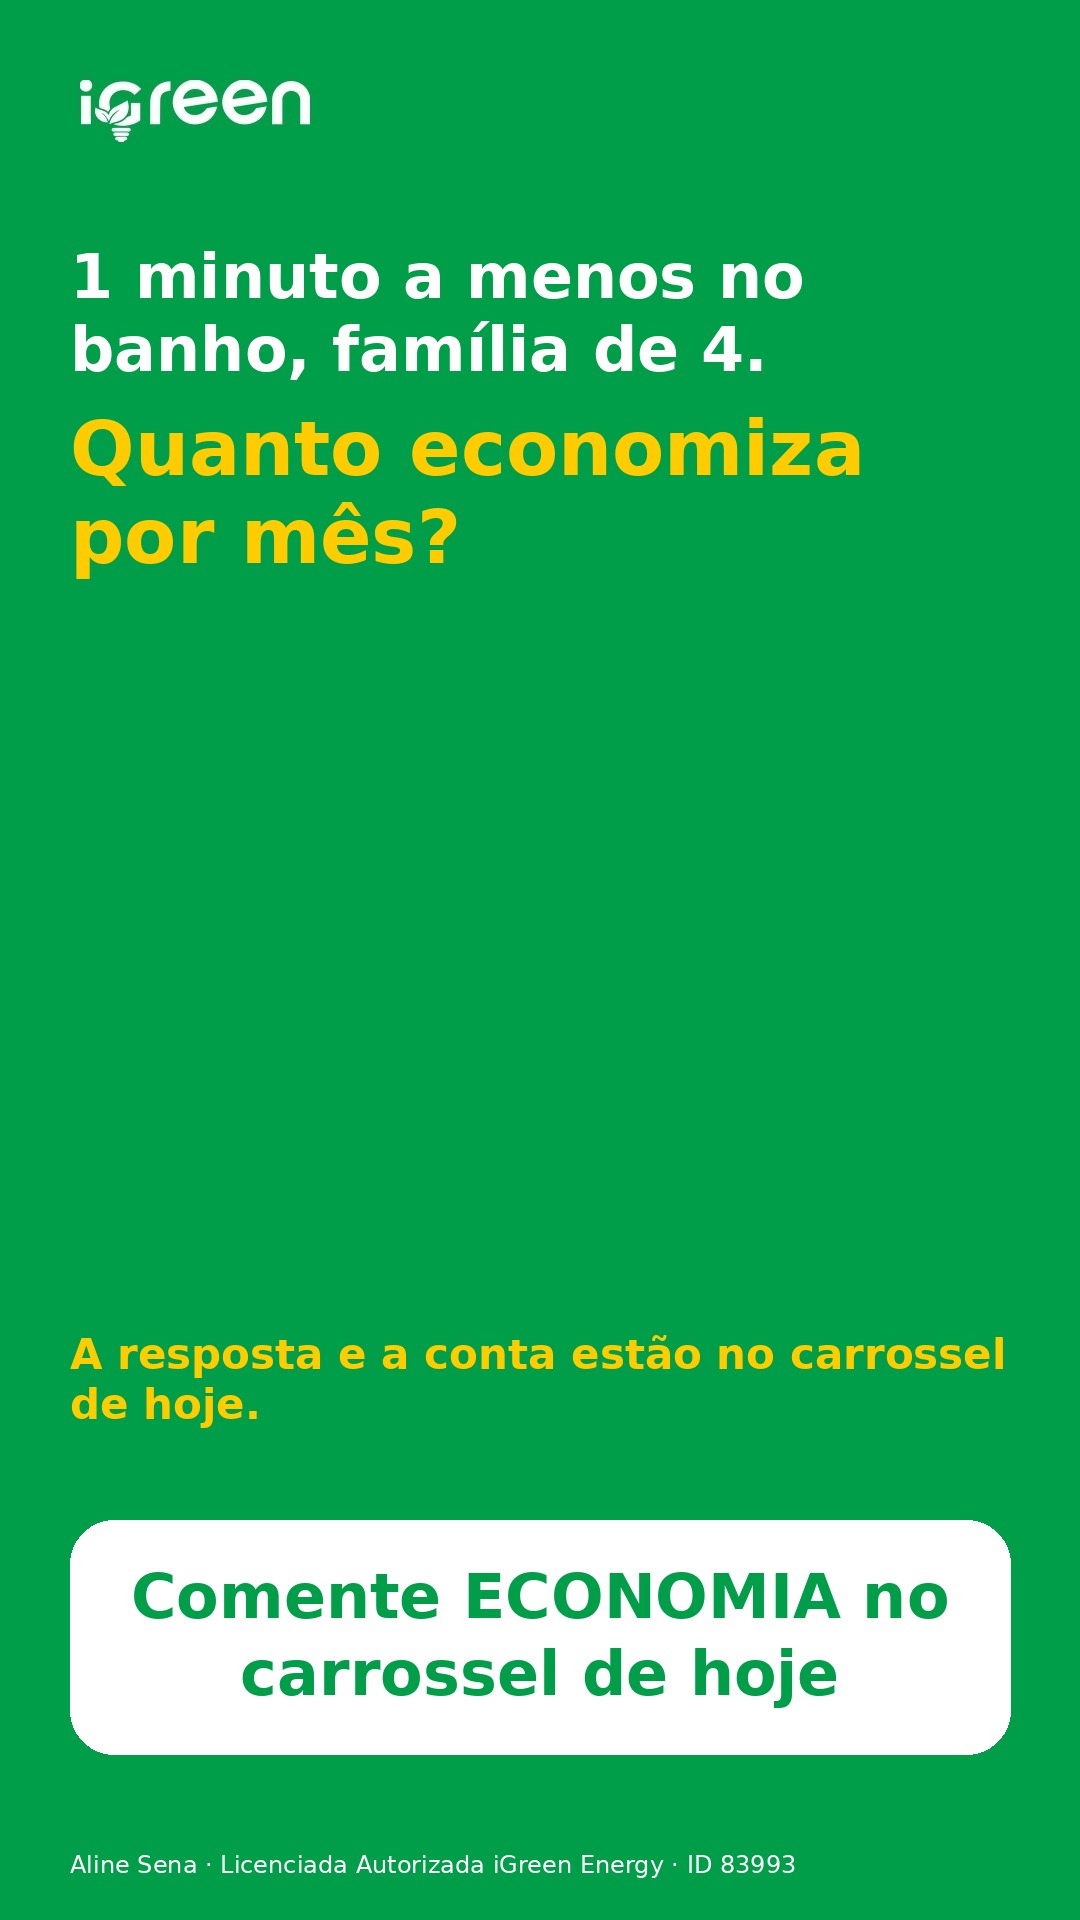 iGreen
1 minuto a menos no
banho, família de 4.
Quanto economiza
por mês?
A resposta e a conta estão no carrossel
de hoje.
Comente ECONOMIA no
carrossel de hoje
Aline Sena · Licenciada Autorizada iGreen Energy · ID 83993